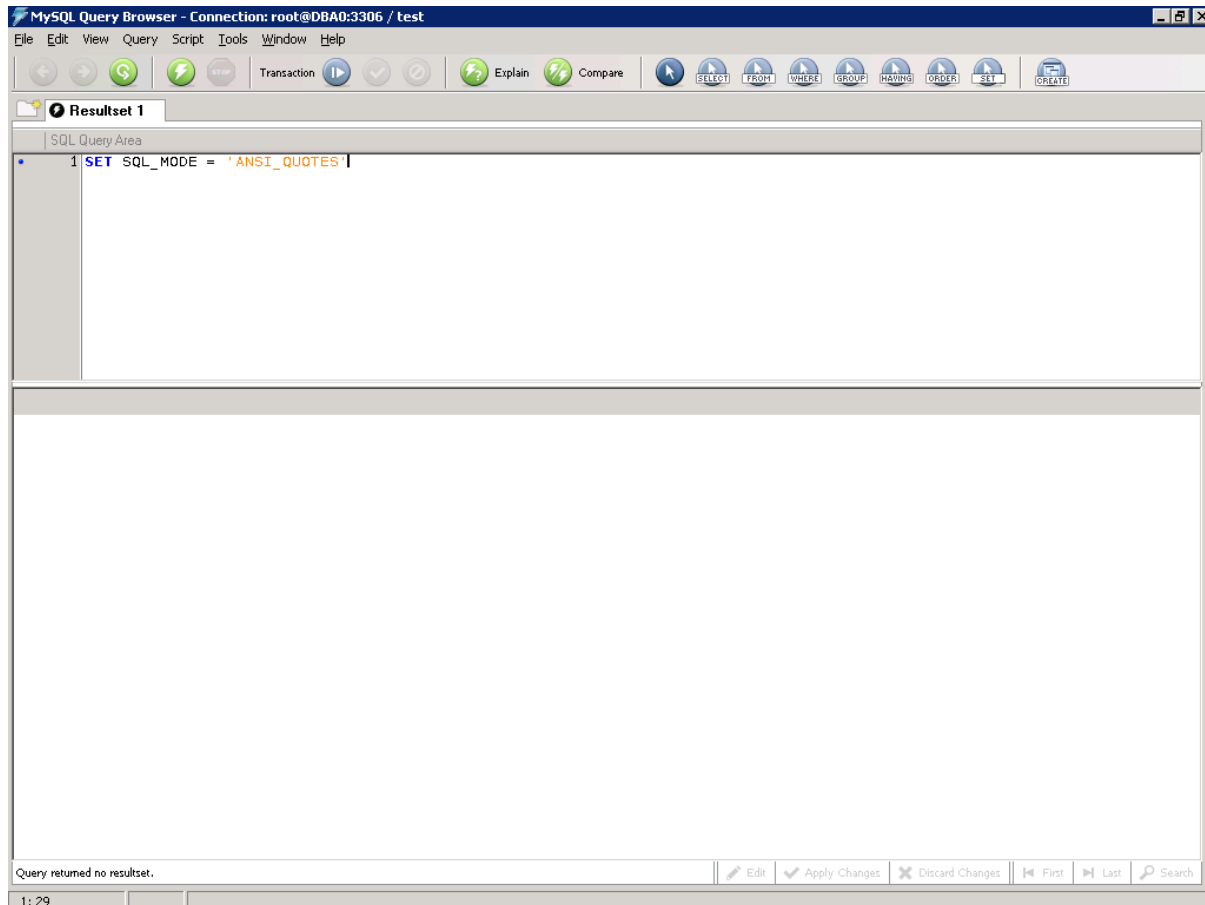 MySQL Query Browser - Connection: root@DBA0:3306 / test
File Edit View Query Script Tools Window Help
STOP Transaction Explain Compare SELECT FROM WHERE GROUP HAVING ORDER SET CREATE
Resultset 1
SQL Query Area
1 SET SQL_MODE = 'ANSI_QUOTES'
Query returned no resultset. Edit Apply Changes Discard Changes First Last Search
1: 29